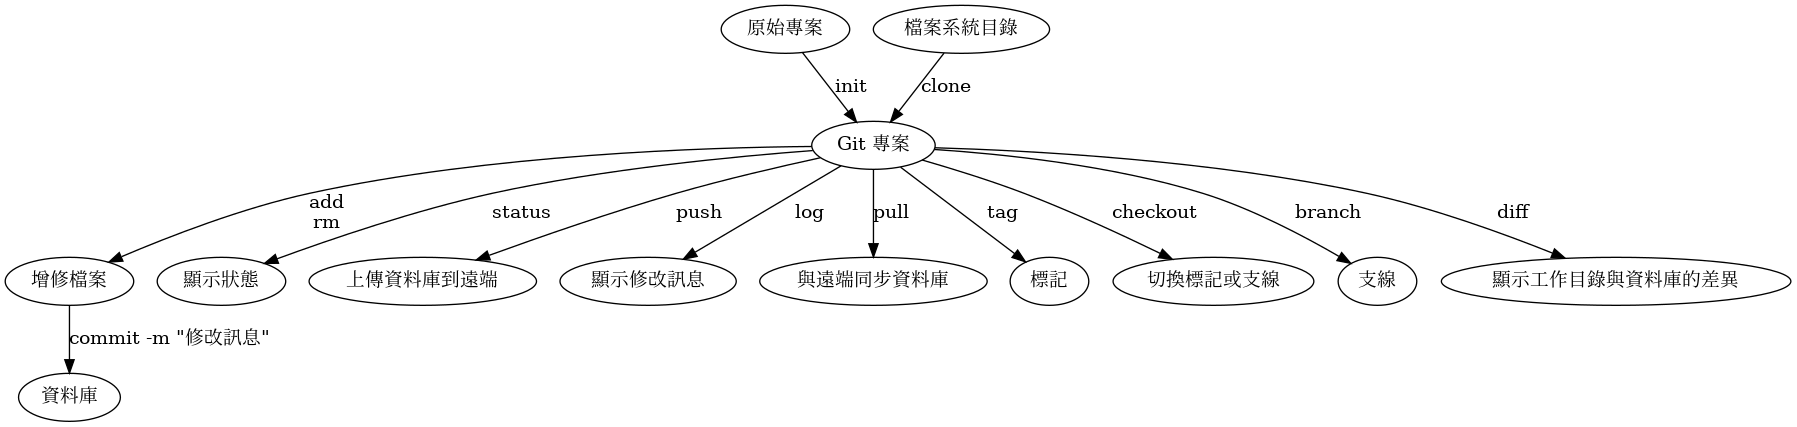 原始專案
檔案系統目錄
init
clone
Git 專案
add
rm
status
push
log
pull
tag
checkout
branch
diff
增修檔案
顯示狀態
上傳資料庫到遠端
顯示修改訊息
與遠端同步資料庫
標記
切換標記或支線
支線
顯示工作目錄與資料庫的差異
commit -m "修改訊息"
資料庫